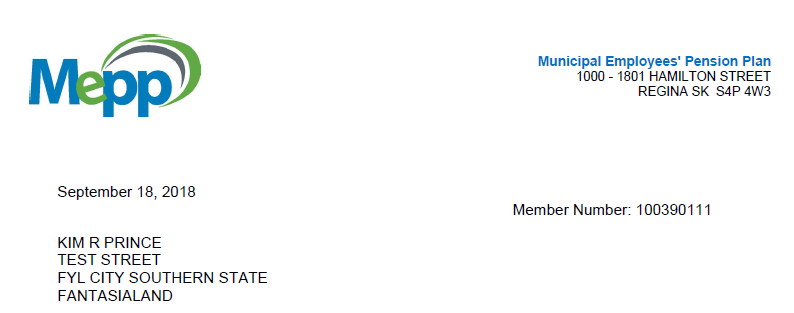 Mepp
Municipal Employees' Pension Plan
1000 - 1801 HAMILTON STREET
REGINA SK  S4P 4W3
September 18, 2018
Member Number: 100390111
KIM R PRINCE
TEST STREET
FYL CITY SOUTHERN STATE
FANTASIALAND